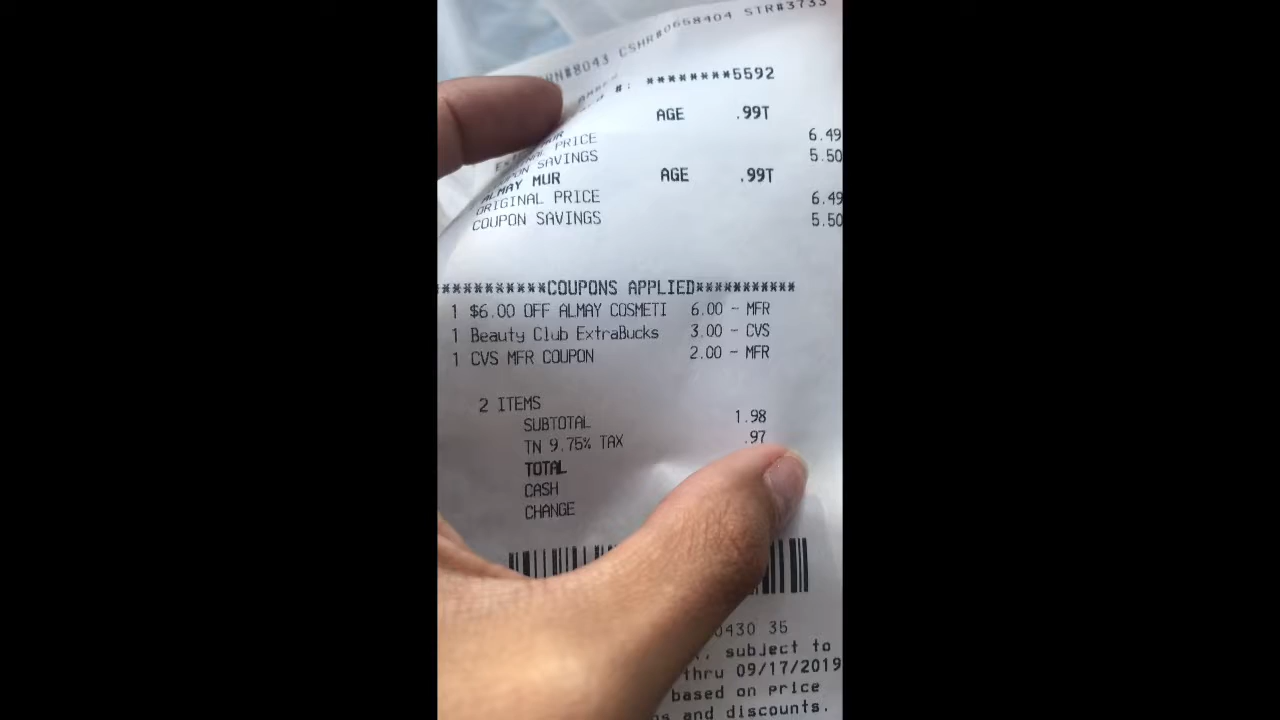 CSHR#0658404 STR#3733
#: ********5592
AGE .99T
PRICE 6.49
SAVINGS 5.50
ALMAY MUR AGE .99T
ORIGINAL PRICE 6.49
COUPON SAVINGS 5.50
***********COUPONS APPLIED***********
1 $6.00 OFF ALMAY COSMETI 6.00 - MFR
1 Beauty Club ExtraBucks 3.00 - CVS
1 CVS MFR COUPON 2.00 - MFR
2 ITEMS
SUBTOTAL 1.98
TN 9.75% TAX .97
TOTAL
CASH
CHANGE
0430 35
subject to
thru 09/17/2019
based on price
and discounts.